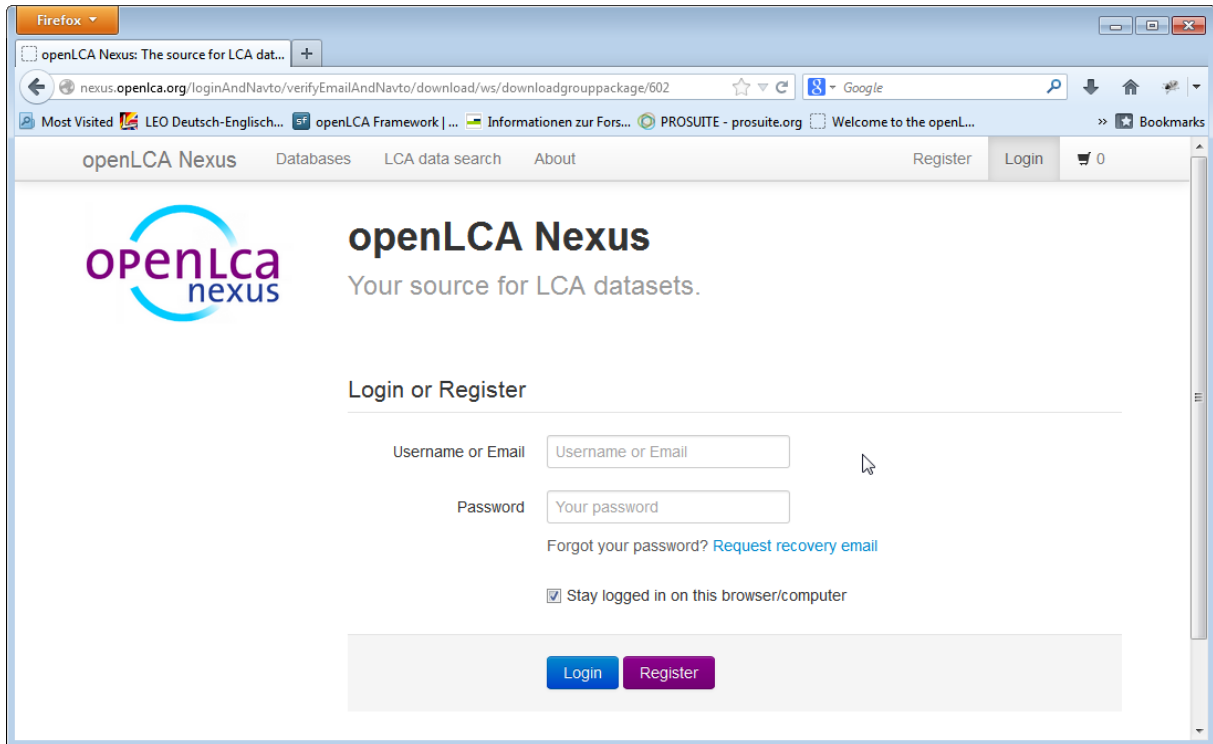 Firefox
openLCA Nexus: The source for LCA dat... +
nexus.openlca.org/loginAndNavto/verifyEmailAndNavto/download/ws/downloadgrouppackage/602 8 Google
Most Visited LEO Deutsch-Englisch... sf openLCA Framework | ... Informationen zur Fors... PROSUITE - prosuite.org Welcome to the openL... » Bookmarks
openLCA Nexus Databases LCA data search About Register Login 0
openLca
nexus
openLCA Nexus
Your source for LCA datasets.
Login or Register
Username or Email Username or Email
Password Your password
Forgot your password? Request recovery email
Stay logged in on this browser/computer
Login Register